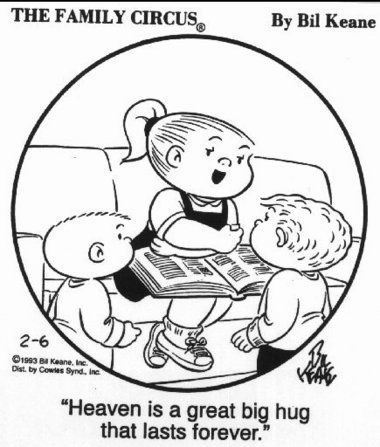 THE FAMILY CIRCUS® By Bil Keane
2-6
©1993 Bil Keane, Inc.
Dist. by Cowles Synd., Inc.
BIL
KEANE
"Heaven is a great big hug
that lasts forever."